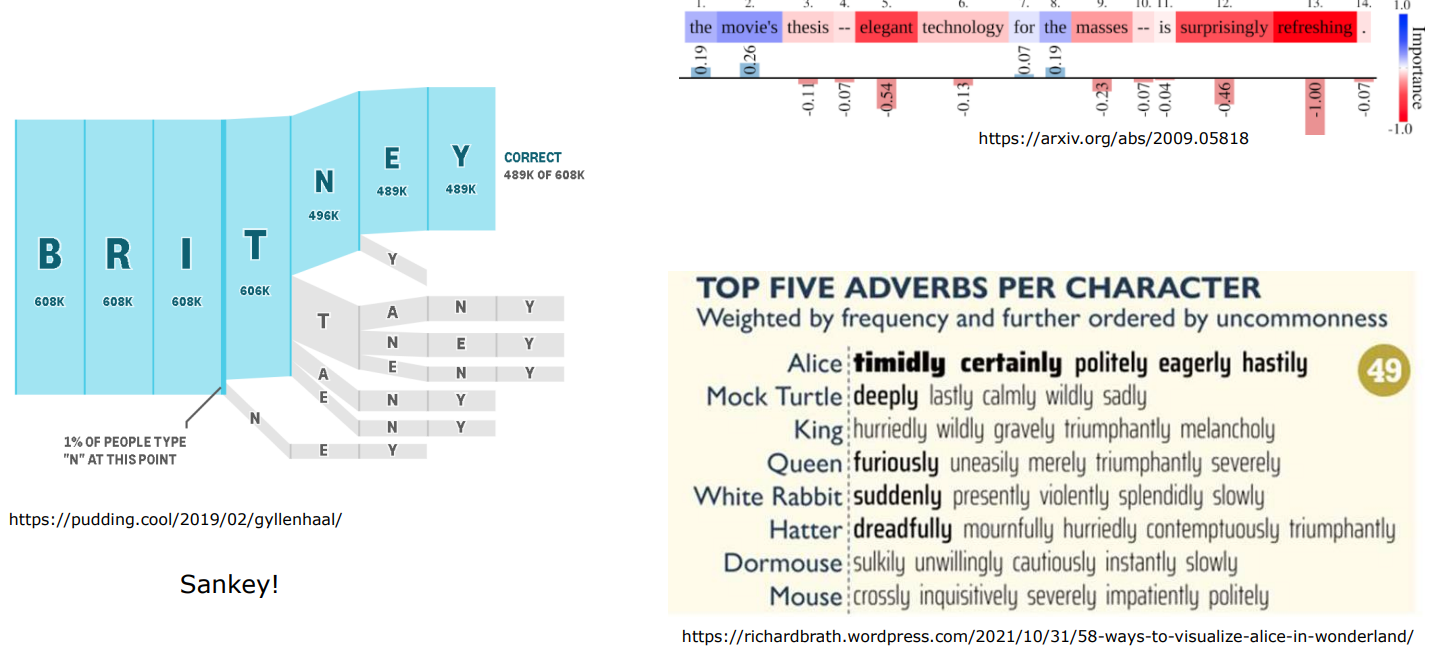 B R I T N E Y
608K 608K 608K 606K 496K 489K 489K
CORRECT
489K OF 608K
Y
T A N Y
N E Y
E N Y
A N Y
E N Y
N E Y
1% OF PEOPLE TYPE
"N" AT THIS POINT
https://pudding.cool/2019/02/gyllenhaal/
Sankey!
1. 2. 3. 4. 5. 6. 7. 8. 9. 10. 11. 12. 13. 14.
the movie's thesis -- elegant technology for the masses -- is surprisingly refreshing .
0.19 0.26 -0.11 -0.07 -0.54 -0.13 0.07 0.19 -0.23 -0.07 -0.04 -0.46 -1.00 -0.07
1.0
Importance
-1.0
https://arxiv.org/abs/2009.05818
TOP FIVE ADVERBS PER CHARACTER
Weighted by frequency and further ordered by uncommonness
Alice timidly certainly politely eagerly hastily
49
Mock Turtle deeply lastly calmly wildly sadly
King hurriedly wildly gravely triumphantly melancholy
Queen furiously uneasily merely triumphantly severely
White Rabbit suddenly presently violently splendidly slowly
Hatter dreadfully mournfully hurriedly contemptuously triumphantly
Dormouse sulkily unwillingly cautiously instantly slowly
Mouse crossly inquisitively severely impatiently politely
https://richardbrath.wordpress.com/2021/10/31/58-ways-to-visualize-alice-in-wonderland/